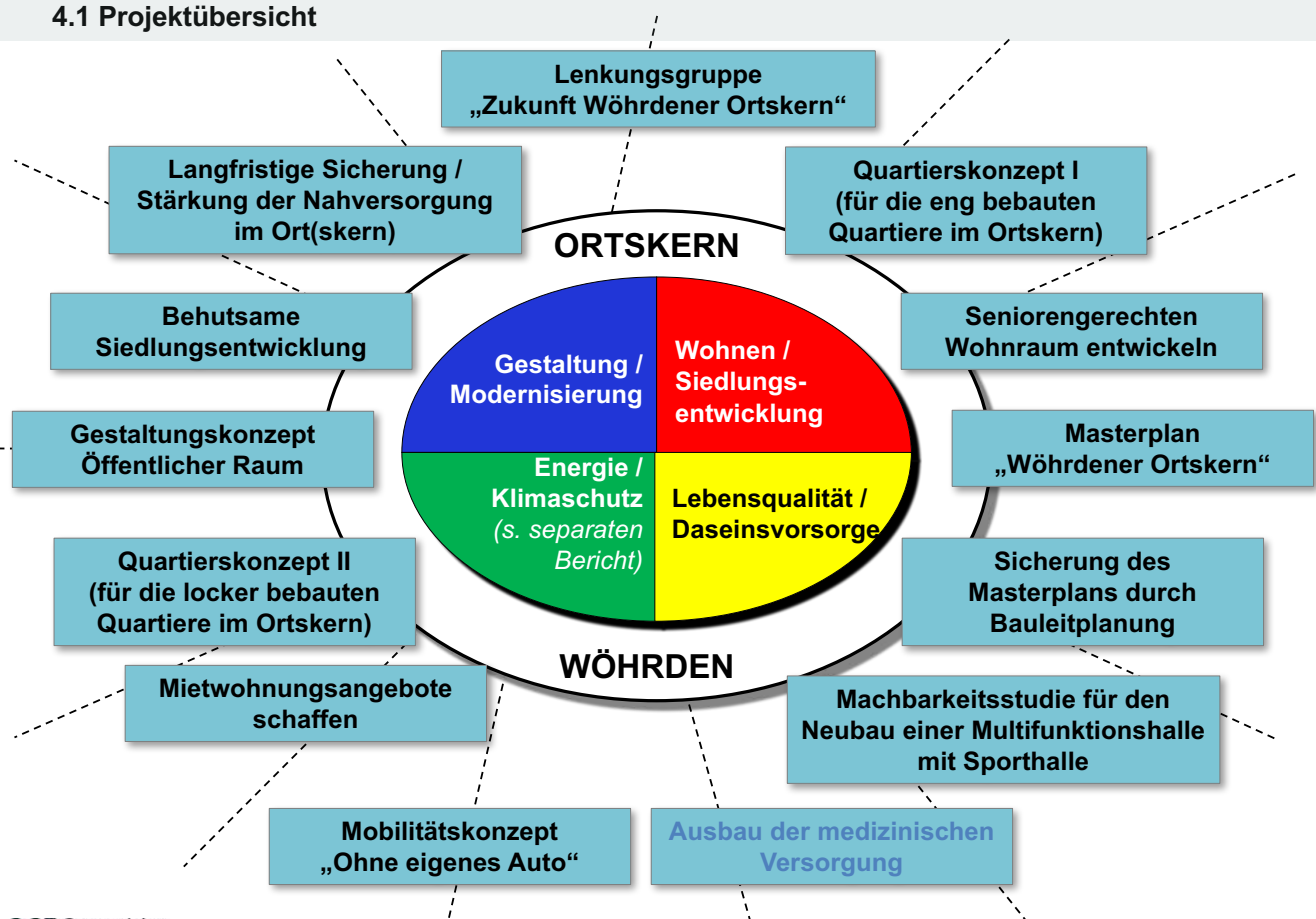 4.1 Projektübersicht
Lenkungsgruppe
„Zukunft Wöhrdener Ortskern“
Langfristige Sicherung /
Stärkung der Nahversorgung
im Ort(skern)
Quartierskonzept I
(für die eng bebauten
Quartiere im Ortskern)
ORTSKERN
Behutsame
Siedlungsentwicklung
Seniorengerechten
Wohnraum entwickeln
Gestaltung /
Modernisierung
Wohnen /
Siedlungs-
entwicklung
Gestaltungskonzept
Öffentlicher Raum
Masterplan
„Wöhrdener Ortskern“
Energie /
Klimaschutz
(s. separaten
Bericht)
Lebensqualität /
Daseinsvorsorge
Quartierskonzept II
(für die locker bebauten
Quartiere im Ortskern)
Sicherung des
Masterplans durch
Bauleitplanung
WÖHRDEN
Mietwohnungsangebote
schaffen
Machbarkeitsstudie für den
Neubau einer Multifunktionshalle
mit Sporthalle
Mobilitätskonzept
„Ohne eigenes Auto“
Ausbau der medizinischen
Versorgung